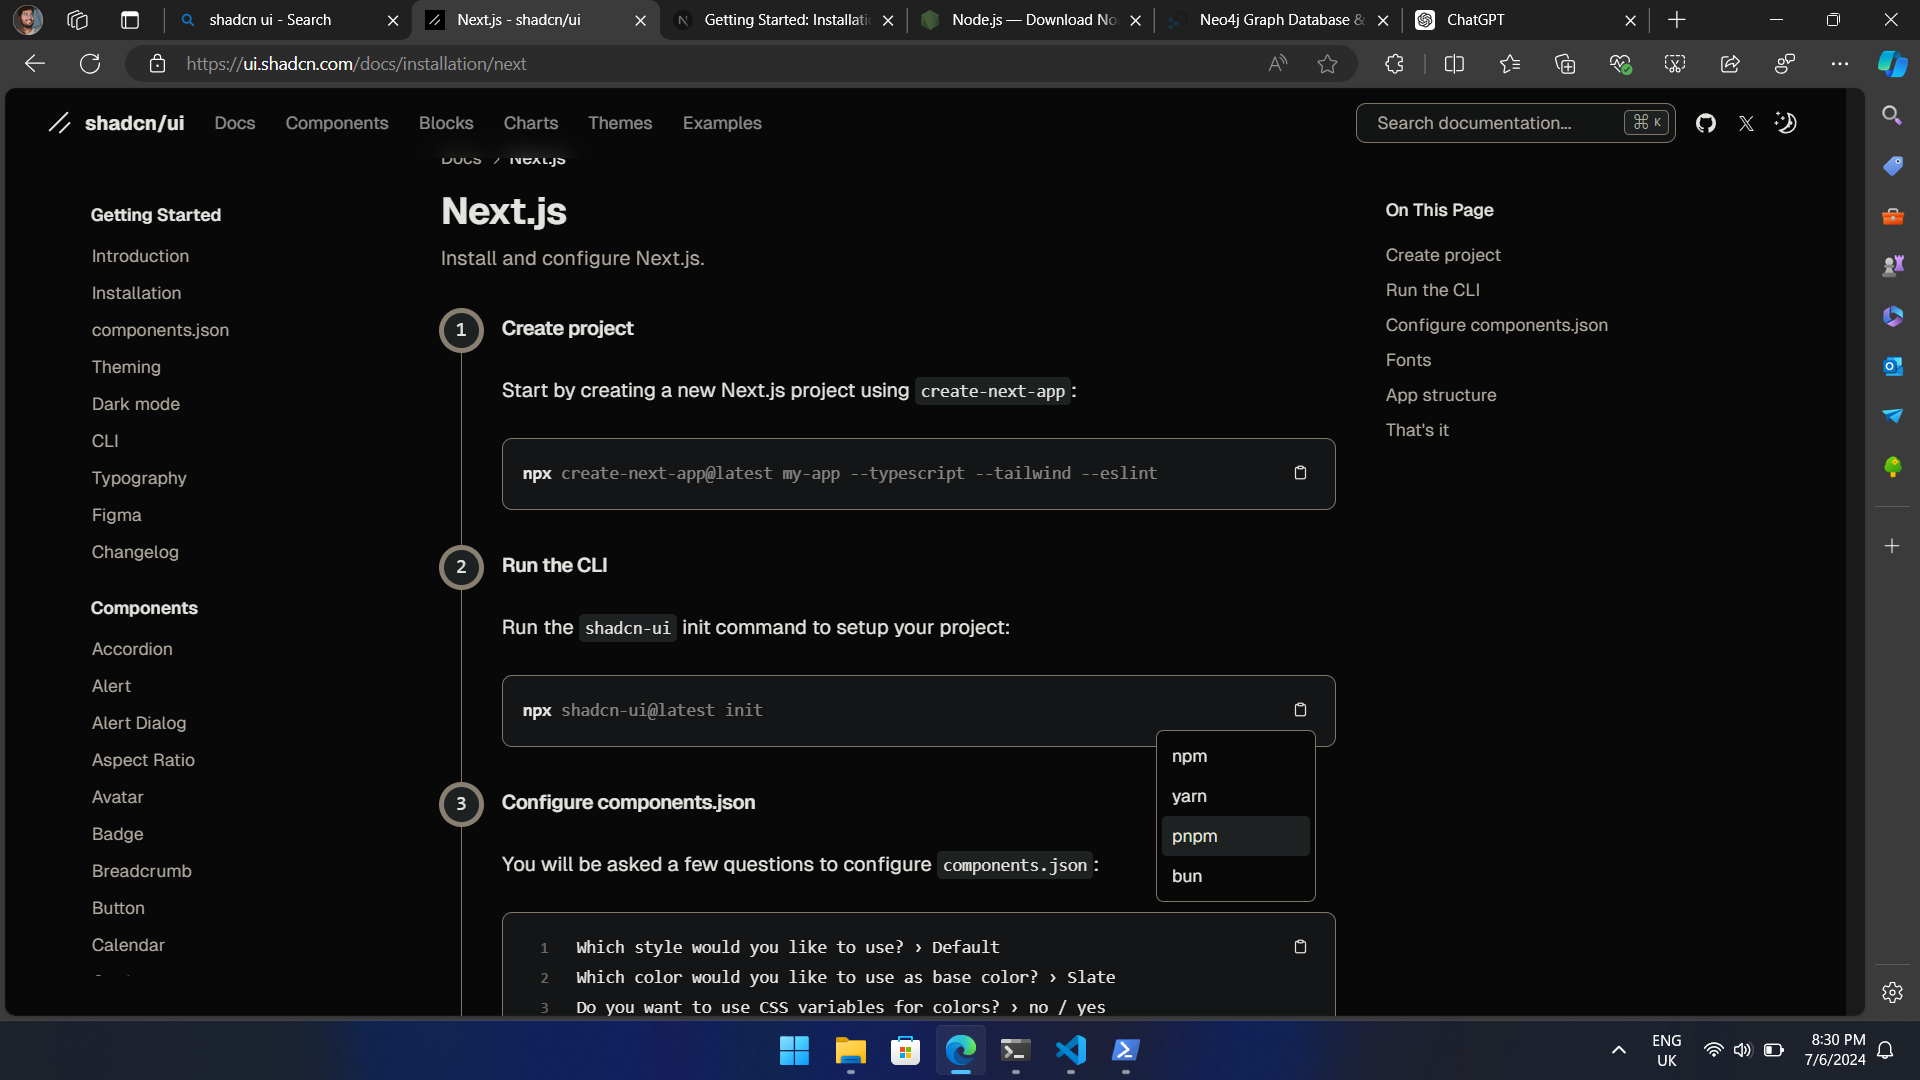 shadcn ui - Search
Next.js - shadcn/ui
Getting Started: Installati
Node.js — Download No
Neo4j Graph Database &
ChatGPT
https://ui.shadcn.com/docs/installation/next
shadcn/ui
Docs
Components
Blocks
Charts
Themes
Examples
Search documentation...
⌘ K
Docs > Next.js
Getting Started
Introduction
Installation
components.json
Theming
Dark mode
CLI
Typography
Figma
Changelog
Components
Accordion
Alert
Alert Dialog
Aspect Ratio
Avatar
Badge
Breadcrumb
Button
Calendar
Next.js
Install and configure Next.js.
1
Create project
Start by creating a new Next.js project using create-next-app:
npx create-next-app@latest my-app --typescript --tailwind --eslint
2
Run the CLI
Run the shadcn-ui init command to setup your project:
npx shadcn-ui@latest init
npm
yarn
pnpm
bun
3
Configure components.json
You will be asked a few questions to configure components.json:
1 Which style would you like to use? › Default
2 Which color would you like to use as base color? › Slate
3 Do you want to use CSS variables for colors? › no / yes
On This Page
Create project
Run the CLI
Configure components.json
Fonts
App structure
That's it
ENG
UK
8:30 PM
7/6/2024